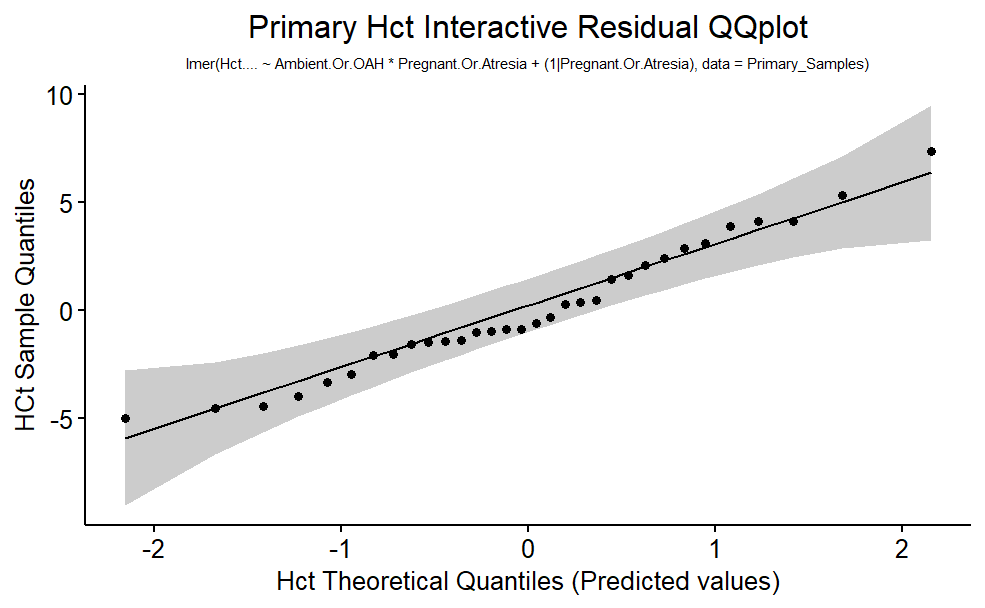 Primary Hct Interactive Residual QQplot
lmer(Hct.... ~ Ambient.Or.OAH * Pregnant.Or.Atresia + (1|Pregnant.Or.Atresia), data = Primary_Samples)
10
5
0
-5
HCt Sample Quantiles
-2
-1
0
1
2
Hct Theoretical Quantiles (Predicted values)